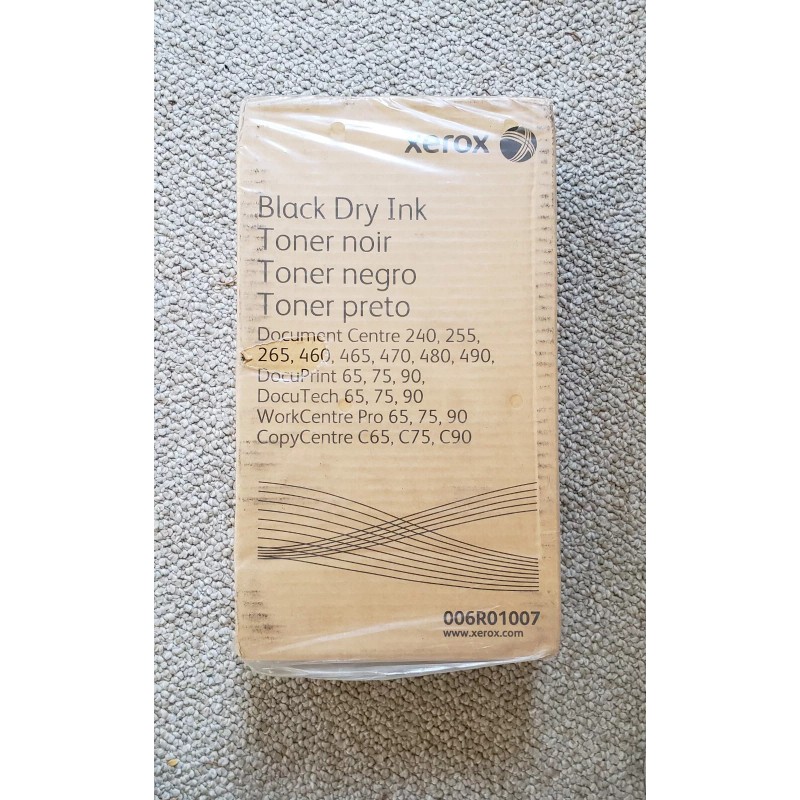 xerox
Black Dry Ink
Toner noir
Toner negro
Toner preto
Document Centre 240, 255,
265, 460, 465, 470, 480, 490,
DocuPrint 65, 75, 90,
DocuTech 65, 75, 90
WorkCentre Pro 65, 75, 90
CopyCentre C65, C75, C90
006R01007
www.xerox.com